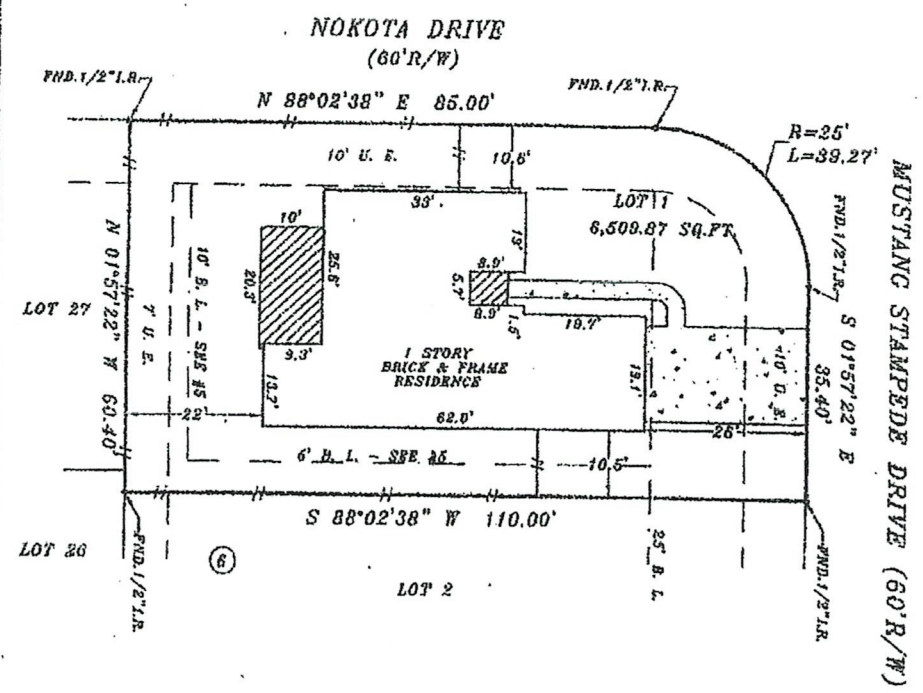 NOKOTA DRIVE
(60'R/W)
FND.1/2"I.R.
FND.1/2"I.R.
N 88°02'38" E 85.00'
R=25'
L=39.27'
10' U. E.
10.6'
33'
LOT 1
6,509.87 SQ.FT.
FND.1/2"I.R.
MUSTANG STAMPEDE DRIVE (60'R/W)
10'
13'
8.9'
5.7'
8.9'
1.5'
19.7'
20.3'
25.6'
9.3'
LOT 27
N 01°57'22" W 60.40'
7' U. E.
10' B. L. - SEE #5
S 01°57'22" E
35.40'
10' U. E.
1 STORY
BRICK & FRAME
RESIDENCE
13.7'
19.1'
22'
62.0'
26'
6' B. L. - SEE #5
10.5'
S 88°02'38" W 110.00'
LOT 26
FND.1/2"I.R.
6
LOT 2
25' B. L.
FND.1/2"I.R.